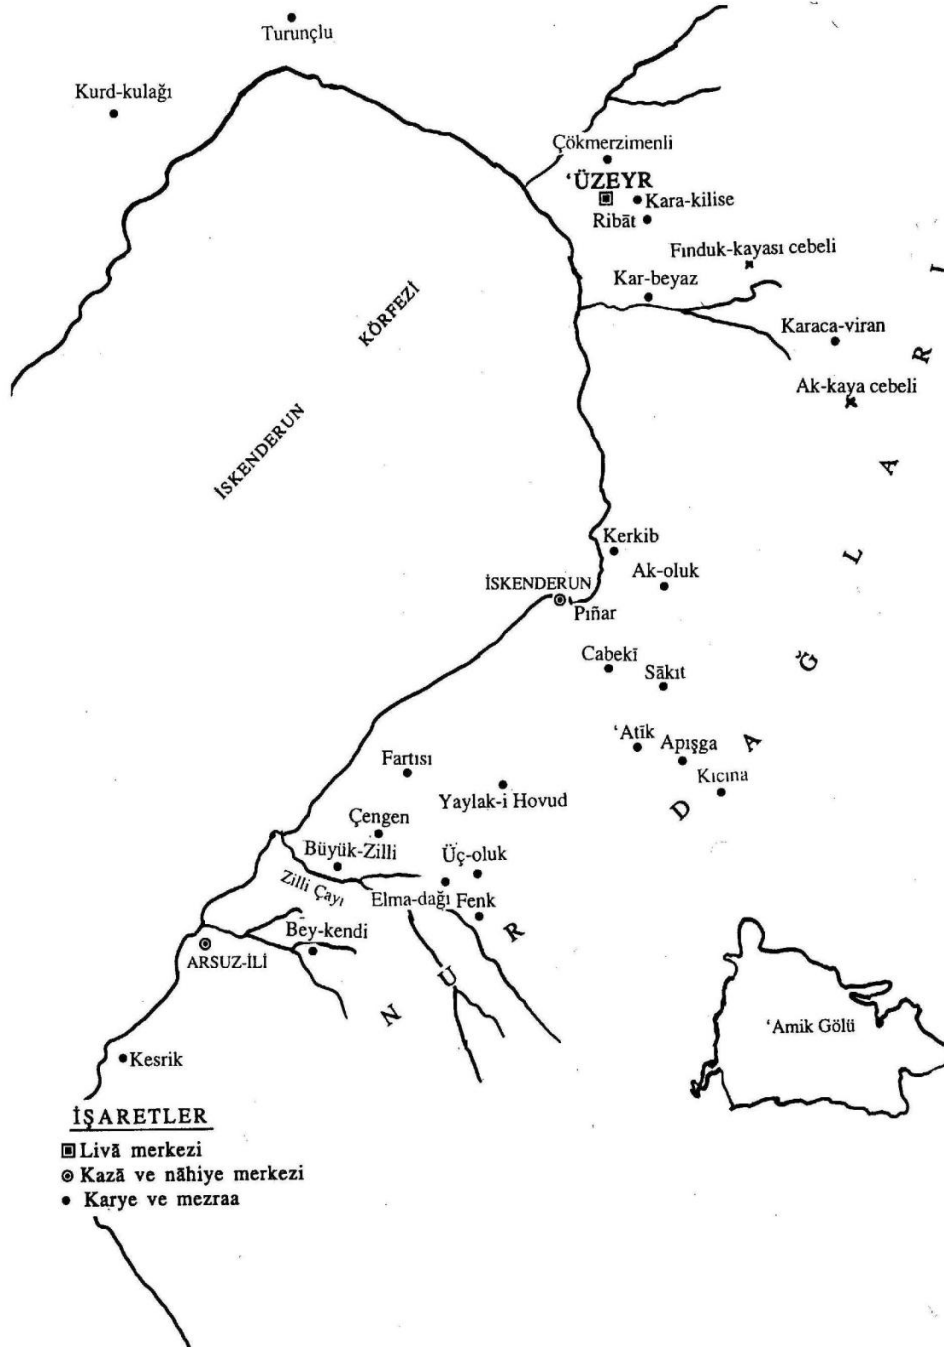 Turunçlu
Kurd-kulağı
Çökmerzimenli
‘ÜZEYR
Kara-kilise
Ribāt
Fınduk-kayası cebeli
Kar-beyaz
Karaca-viran
Ak-kaya cebeli
İSKENDERUN KÖRFEZİ
Kerkib
Ak-oluk
İSKENDERUN
Pıñar
Cabekī
Sākıt
‘Atīk
Apışga
Kıcına
Fartısı
Yaylak-i Hovud
Çengen
Büyük-Zilli
Üç-oluk
Zilli Çayı
Elma-dağı
Fenk
Bey-kendi
ARSUZ-İLİ
NUR DAĞLARI
‘Amik Gölü
Kesrik
İŞARETLER
Livā merkezi
Kazā ve nāhiye merkezi
Karye ve mezraa